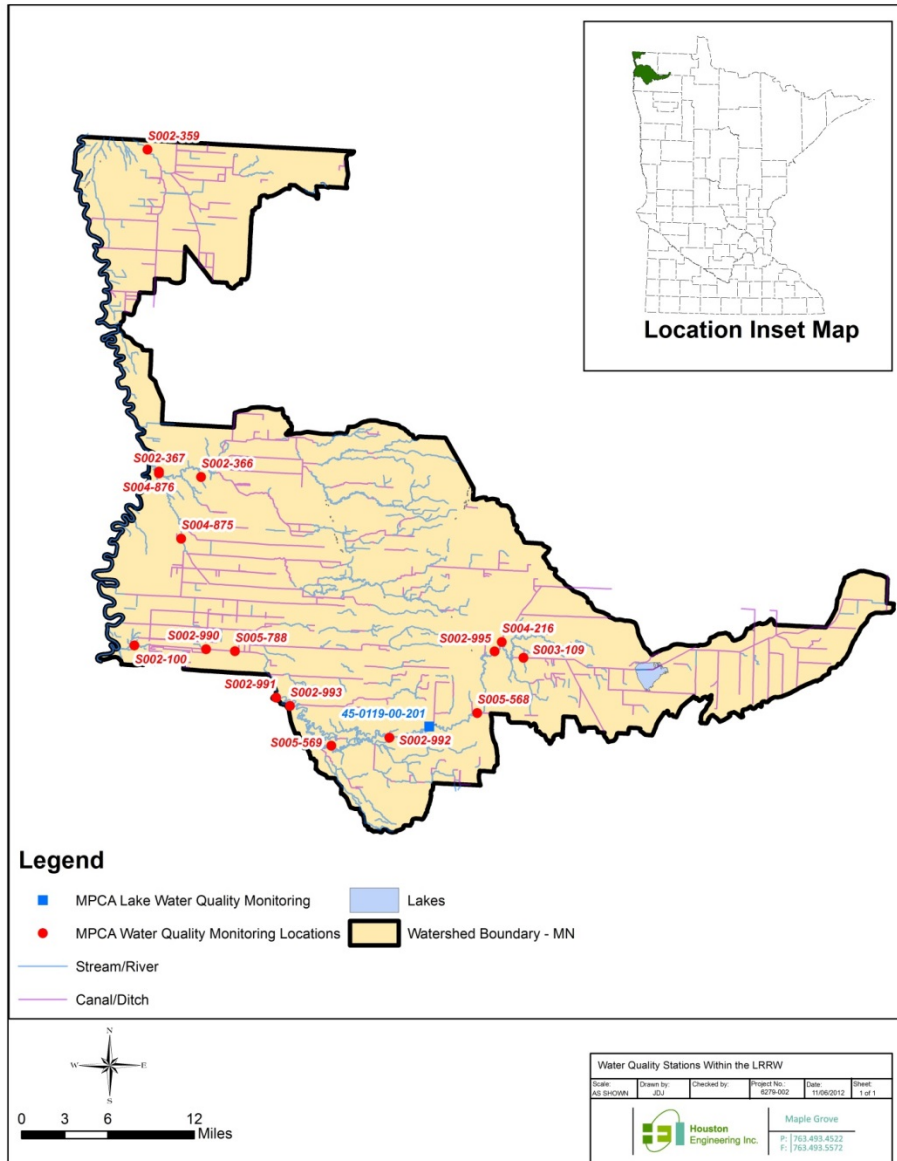 Location Inset Map
S002-359
S002-367
S002-366
S004-876
S004-875
S002-990
S005-788
S002-995
S004-216
S003-109
S002-100
S002-991
S002-993
S005-568
45-0119-00-201
S005-569
S002-992
Legend
MPCA Lake Water Quality Monitoring
Lakes
MPCA Water Quality Monitoring Locations
Watershed Boundary - MN
Stream/River
Canal/Ditch
N
W
E
S
0 3 6 12
Miles
Water Quality Stations Within the LRRW
Scale: AS SHOWN
Drawn by: JDJ
Checked by:
Project No.: 6279-002
Date: 11/06/2012
Sheet: 1 of 1
Houston
Engineering Inc.
Maple Grove
P: 763.493.4522
F: 763.493.5572